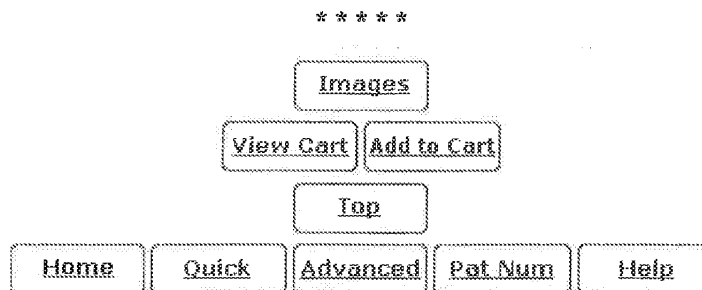 * * * * *
Images
View Cart Add to Cart
Top
Home Quick Advanced Pat Num Help